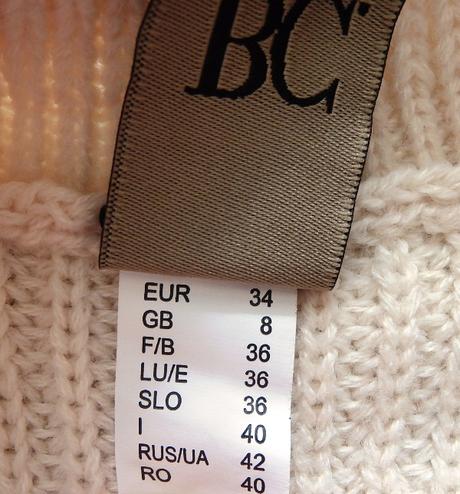 BC
EUR 34
GB 8
F/B 36
LU/E 36
SLO 36
I 40
RUS/UA 42
RO 40